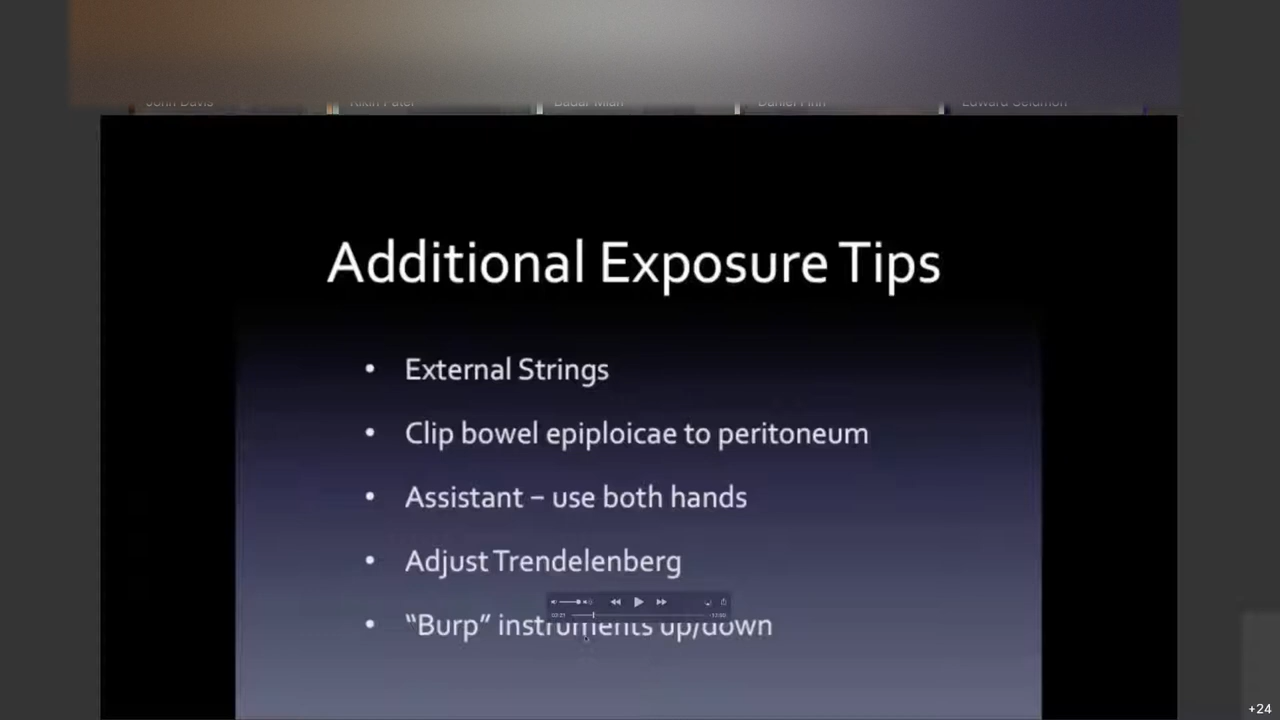 Additional Exposure Tips
• External Strings
• Clip bowel epiploicae to peritoneum
• Assistant – use both hands
• Adjust Trendelenberg
• “Burp” instruments up/down
+24